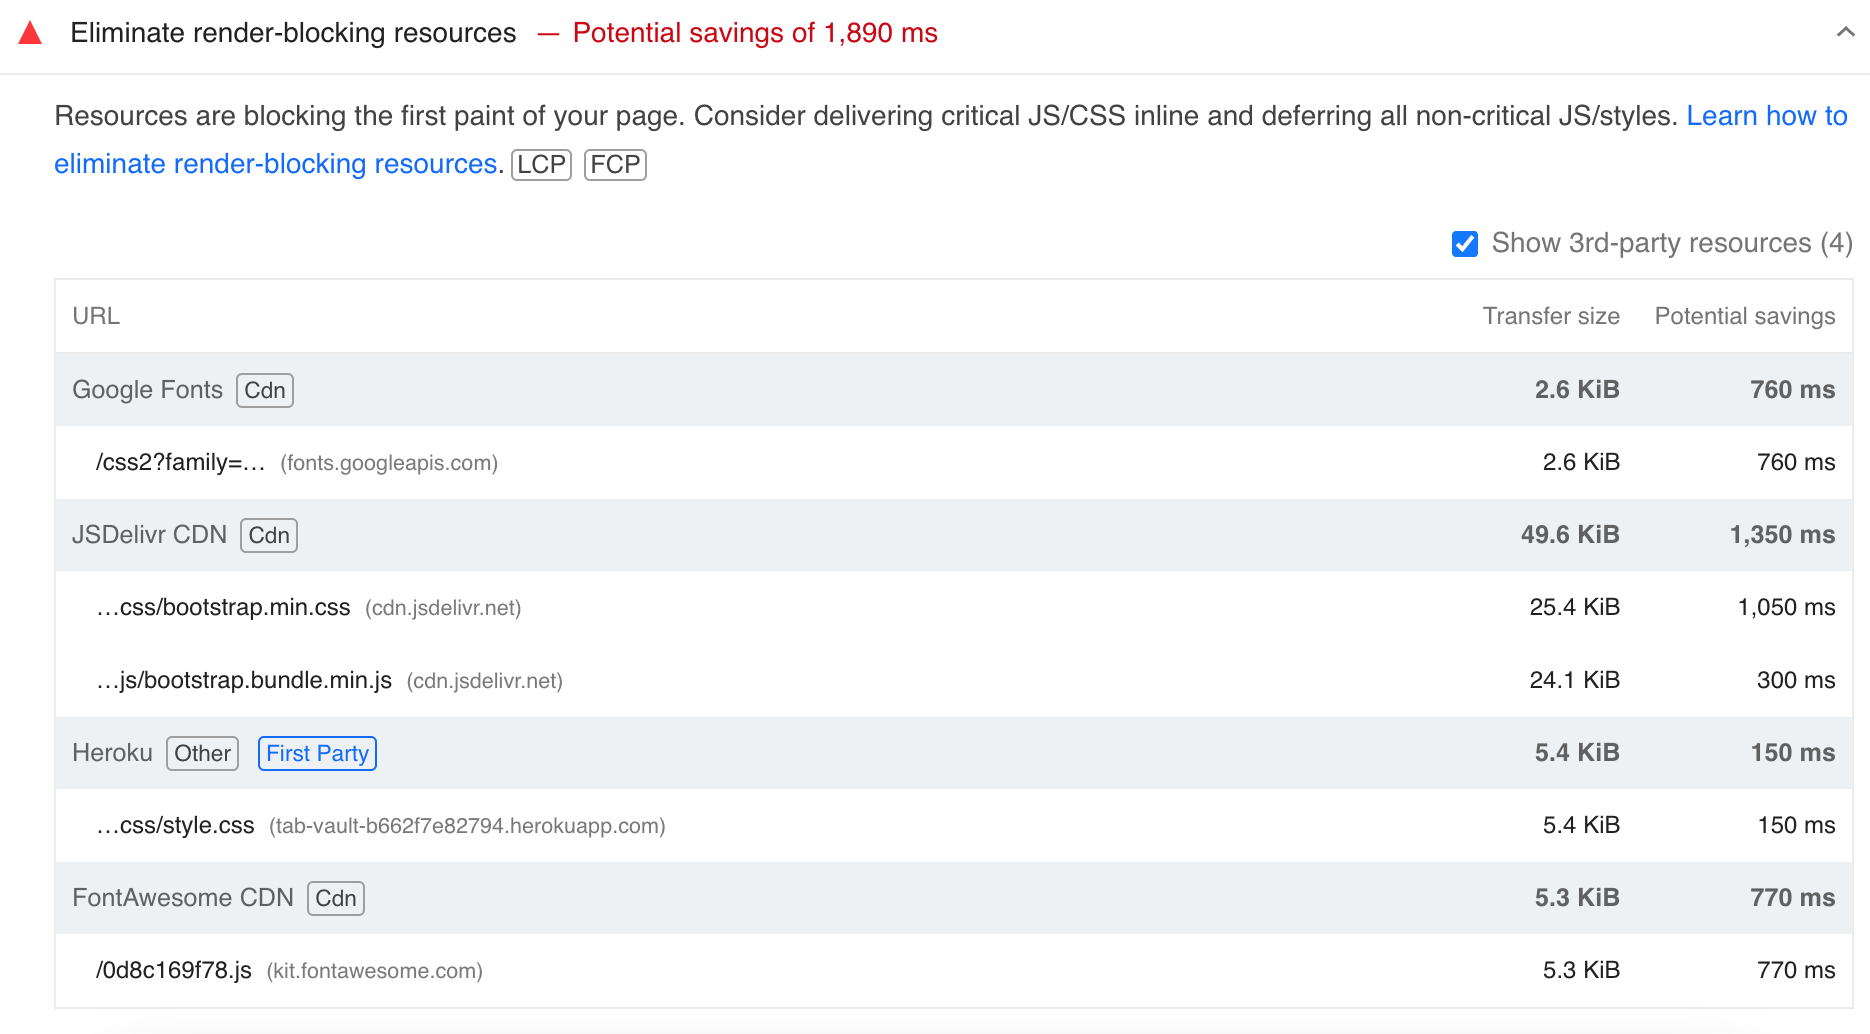 Eliminate render-blocking resources — Potential savings of 1,890 ms
Resources are blocking the first paint of your page. Consider delivering critical JS/CSS inline and deferring all non-critical JS/styles. Learn how to
eliminate render-blocking resources. LCP FCP
Show 3rd-party resources (4)
URL Transfer size Potential savings
Google Fonts Cdn 2.6 KiB 760 ms
/css2?family=… (fonts.googleapis.com) 2.6 KiB 760 ms
JSDelivr CDN Cdn 49.6 KiB 1,350 ms
…css/bootstrap.min.css (cdn.jsdelivr.net) 25.4 KiB 1,050 ms
…js/bootstrap.bundle.min.js (cdn.jsdelivr.net) 24.1 KiB 300 ms
Heroku Other First Party 5.4 KiB 150 ms
…css/style.css (tab-vault-b662f7e82794.herokuapp.com) 5.4 KiB 150 ms
FontAwesome CDN Cdn 5.3 KiB 770 ms
/0d8c169f78.js (kit.fontawesome.com) 5.3 KiB 770 ms